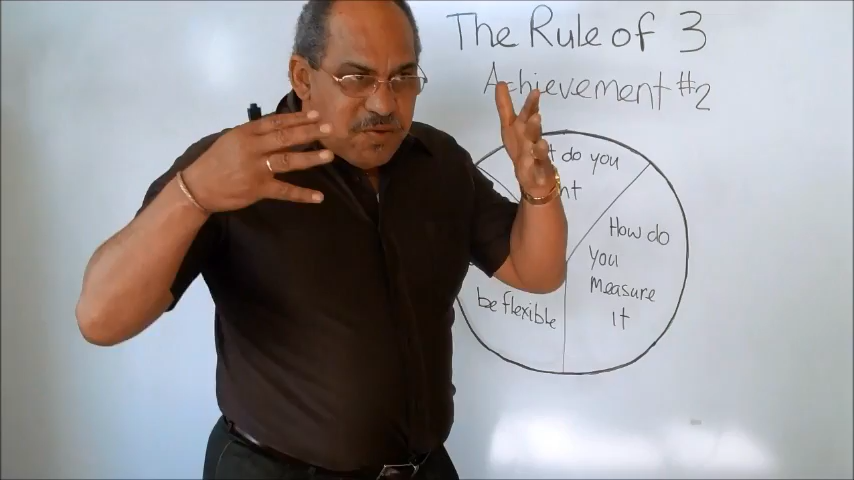 The Rule of 3
Achievement #2
do you
How do
you
measure
it
be flexible